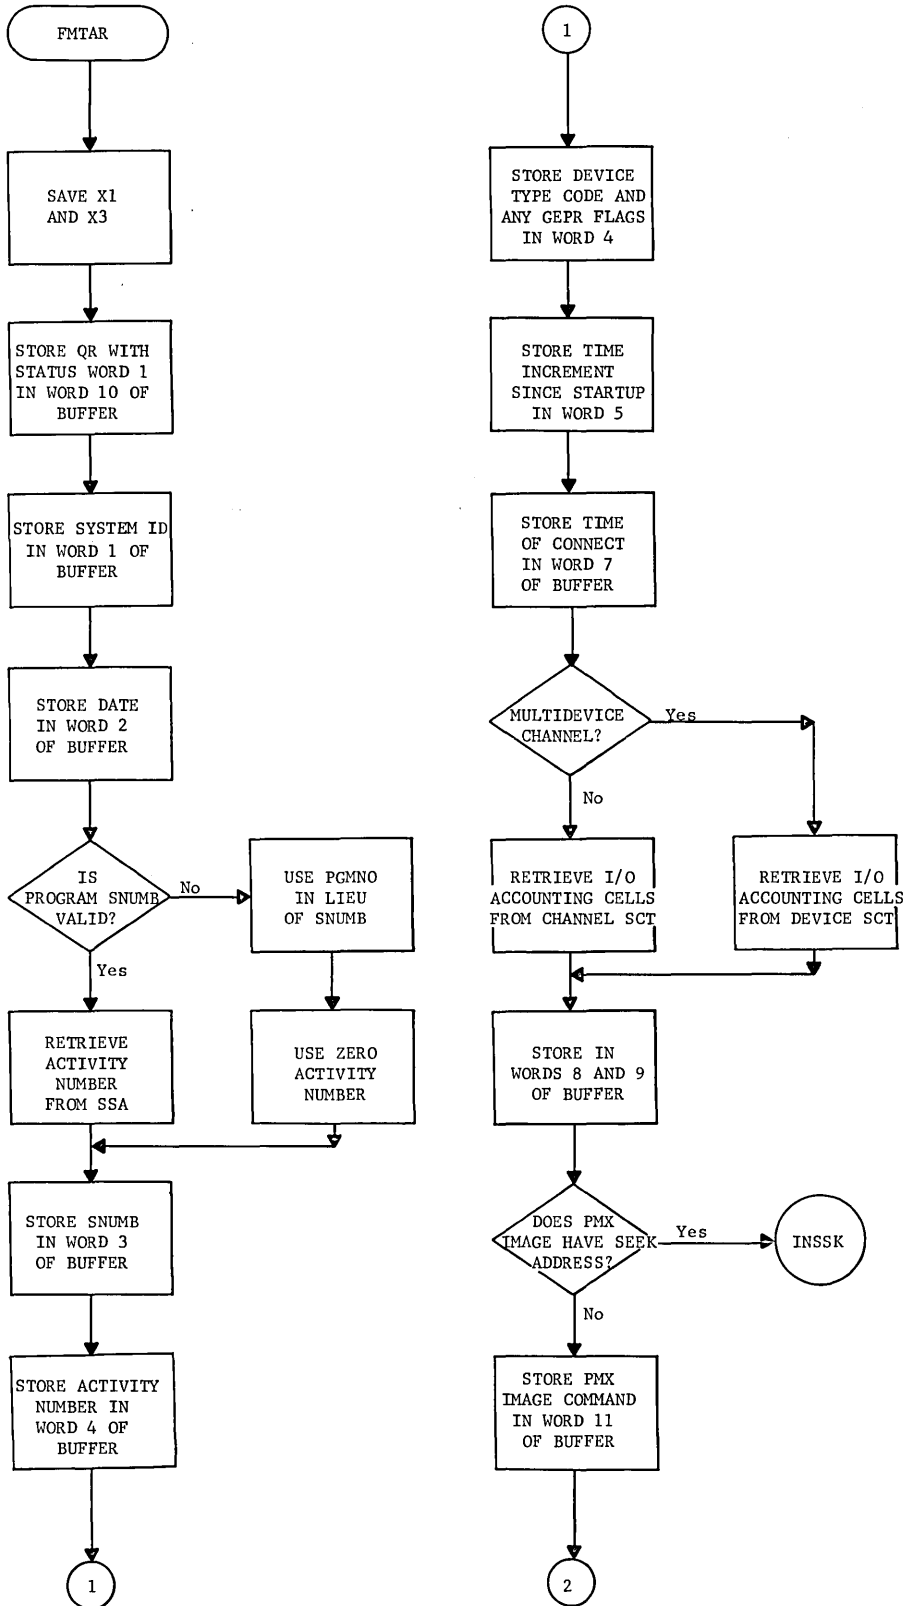 FMTAR
SAVE X1
AND X3
STORE QR WITH
STATUS WORD 1
IN WORD 10 OF
BUFFER
STORE SYSTEM ID
IN WORD 1 OF
BUFFER
STORE DATE
IN WORD 2
OF BUFFER
IS
PROGRAM SNUMB
VALID?
No
USE PGMNO
IN LIEU
OF SNUMB
Yes
RETRIEVE
ACTIVITY
NUMBER
FROM SSA
USE ZERO
ACTIVITY
NUMBER
STORE SNUMB
IN WORD 3
OF BUFFER
STORE ACTIVITY
NUMBER IN
WORD 4 OF
BUFFER
1
1
STORE DEVICE
TYPE CODE AND
ANY GEPR FLAGS
IN WORD 4
STORE TIME
INCREMENT
SINCE STARTUP
IN WORD 5
STORE TIME
OF CONNECT
IN WORD 7
OF BUFFER
MULTIDEVICE
CHANNEL?
Yes
No
RETRIEVE I/O
ACCOUNTING CELLS
FROM CHANNEL SCT
RETRIEVE I/O
ACCOUNTING CELLS
FROM DEVICE SCT
STORE IN
WORDS 8 AND 9
OF BUFFER
DOES PMX
IMAGE HAVE SEEK
ADDRESS?
Yes
INSSK
No
STORE PMX
IMAGE COMMAND
IN WORD 11
OF BUFFER
2